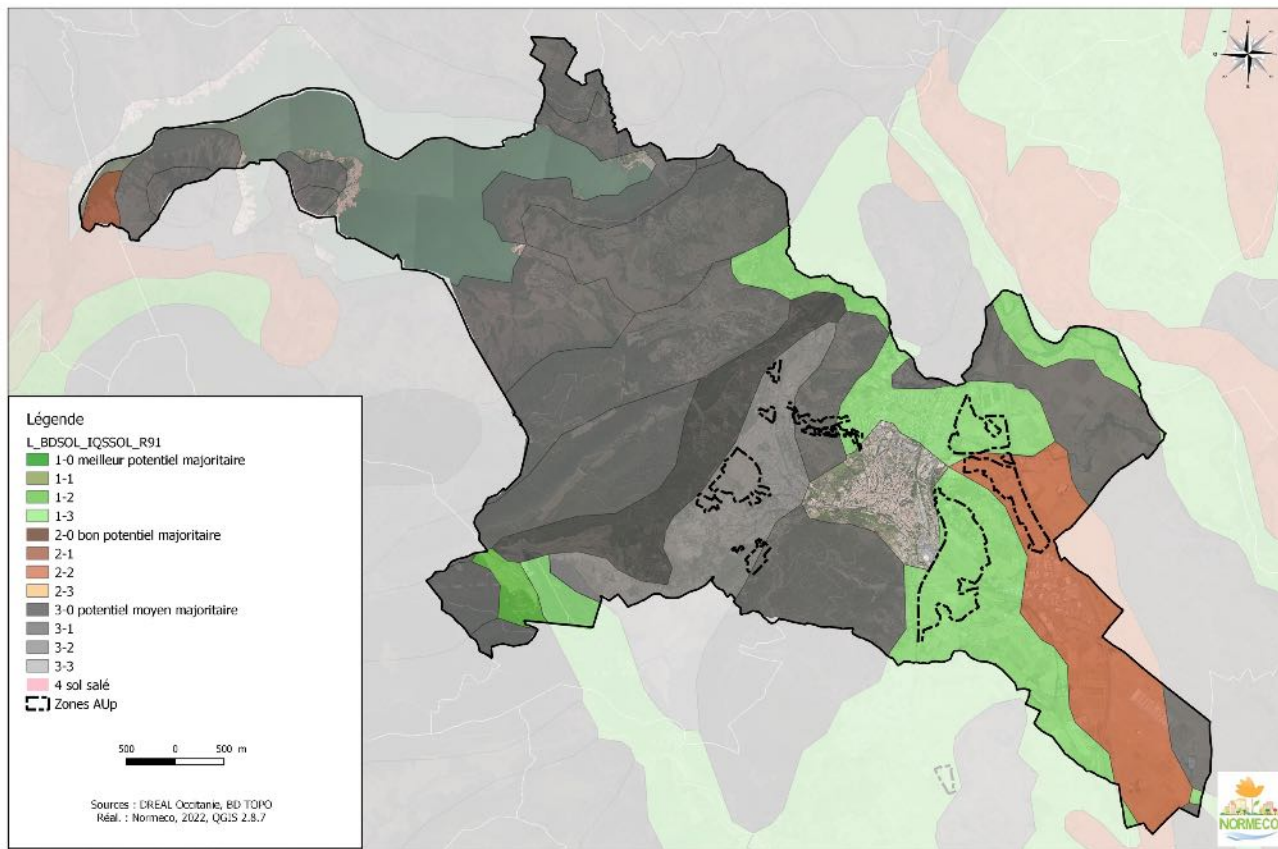 Légende
L_BDSOL_IQSSOL_R91
1-0 meilleur potentiel majoritaire
1-1
1-2
1-3
2-0 bon potentiel majoritaire
2-1
2-2
2-3
3-0 potentiel moyen majoritaire
3-1
3-2
3-3
4 sol salé
Zones AUp
500 0 500 m
Sources : DREAL Occitanie, BD TOPO
Réal. : Normeco, 2022, QGIS 2.8.7
NORMECO